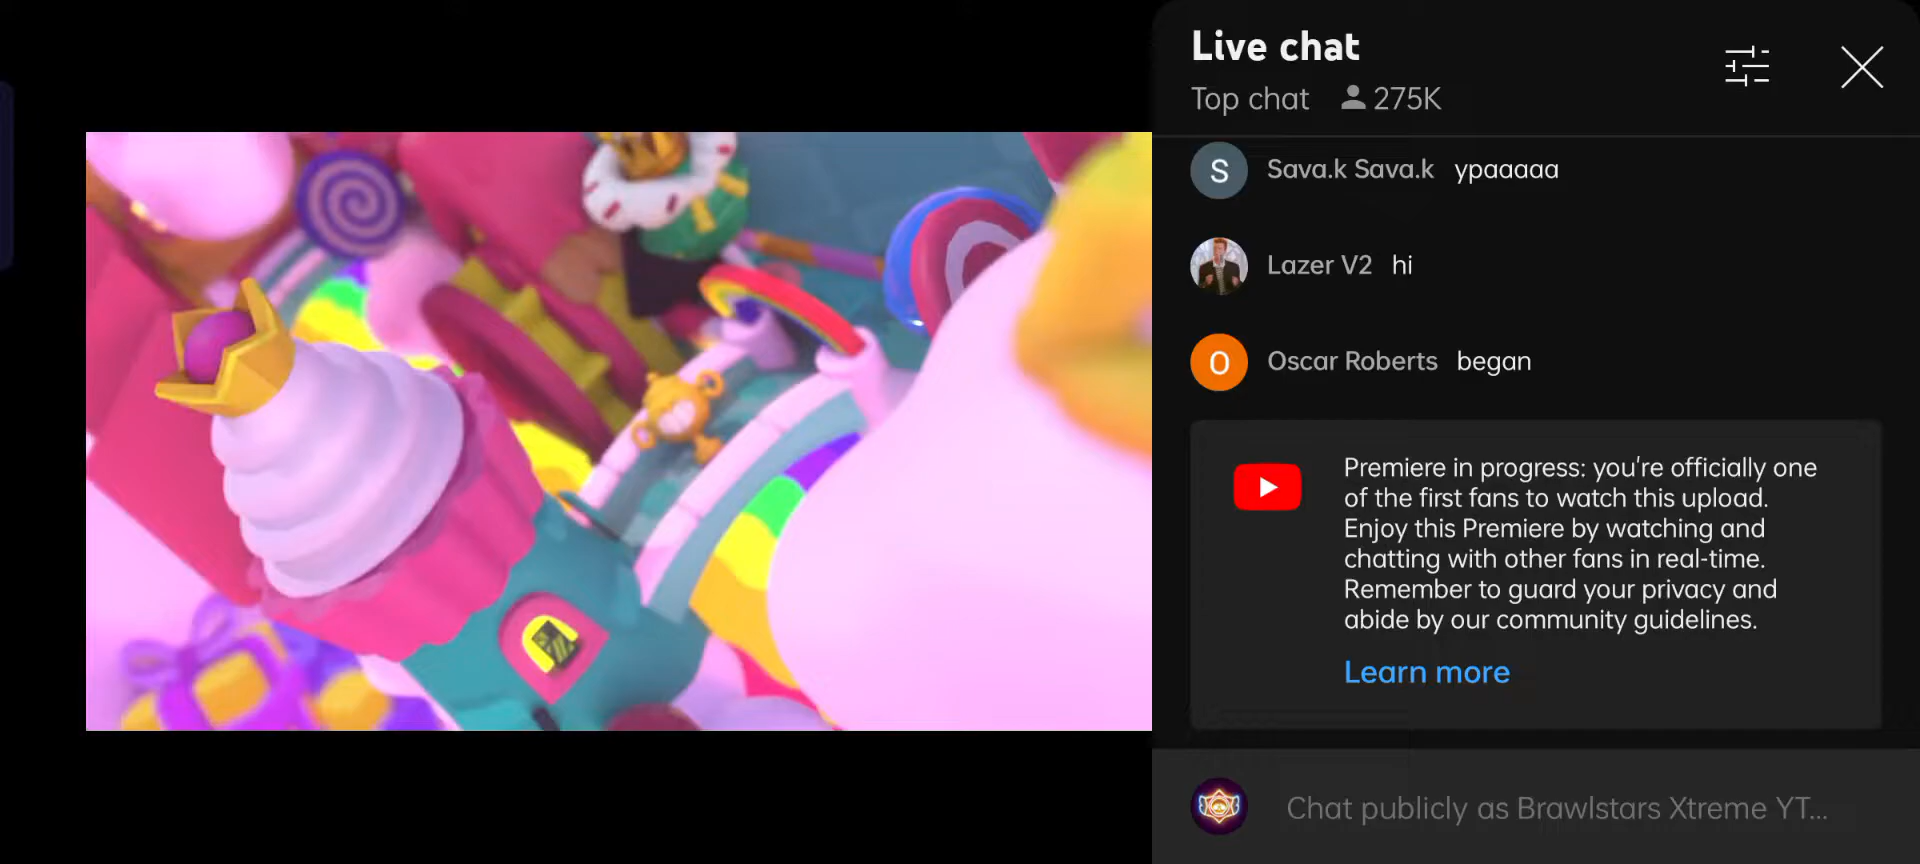 Live chat
Top chat 275K
S Sava.k Sava.k ypaaaaa
Lazer V2 hi
O Oscar Roberts began
Premiere in progress: you're officially one
of the first fans to watch this upload.
Enjoy this Premiere by watching and
chatting with other fans in real-time.
Remember to guard your privacy and
abide by our community guidelines.
Learn more
Chat publicly as Brawlstars Xtreme YT...